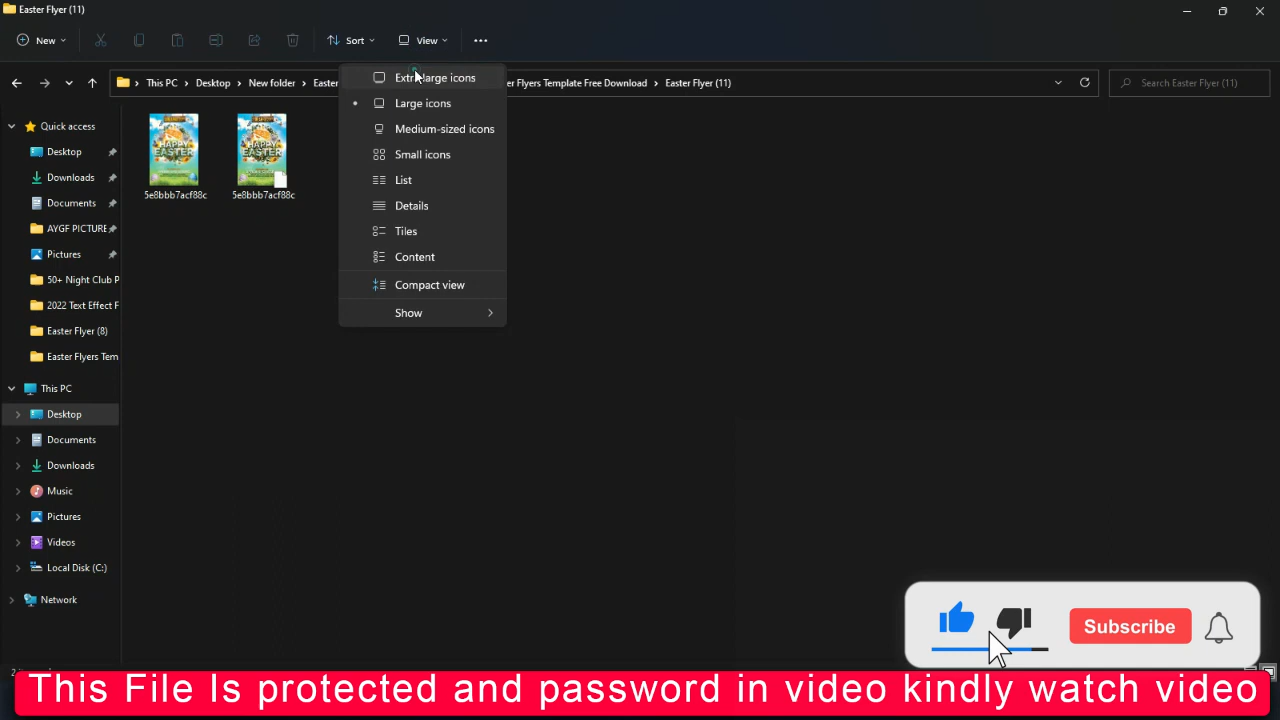 Easter Flyer (11)
New
Sort
View
This PC
Desktop
New folder
Easter
er Flyers Template Free Download
Easter Flyer (11)
Search Easter Flyer (11)
Extra large icons
Large icons
Medium-sized icons
Small icons
List
Details
Tiles
Content
Compact view
Show
Quick access
Desktop
Downloads
Documents
AYGF PICTURE
Pictures
50+ Night Club P
2022 Text Effect F
Easter Flyer (8)
Easter Flyers Tem
This PC
Desktop
Documents
Downloads
Music
Pictures
Videos
Local Disk (C:)
Network
HAPPY
EASTER
5e8bbb7acf88c
HAPPY
EASTER
5e8bbb7acf88c
Subscribe
This File Is protected and password in video kindly watch video